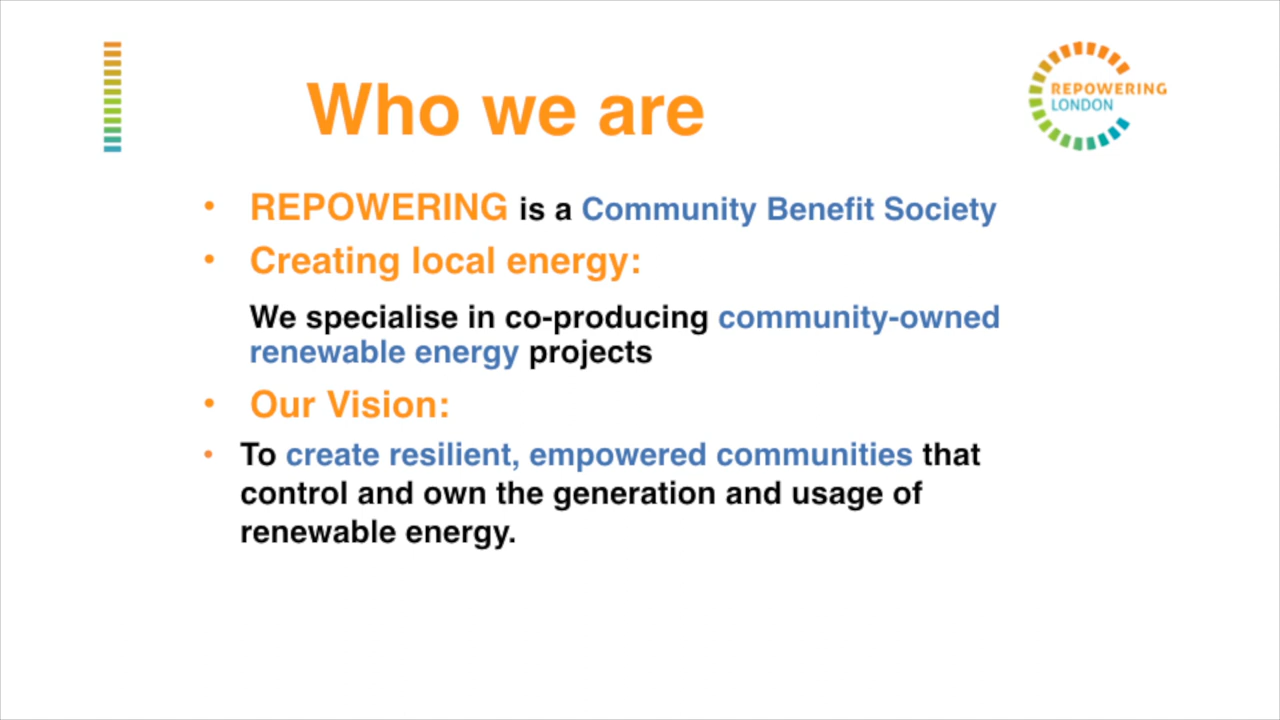 Who we are
REPOWERING
LONDON
• REPOWERING is a Community Benefit Society
• Creating local energy:
We specialise in co-producing community-owned
renewable energy projects
• Our Vision:
• To create resilient, empowered communities that
control and own the generation and usage of
renewable energy.